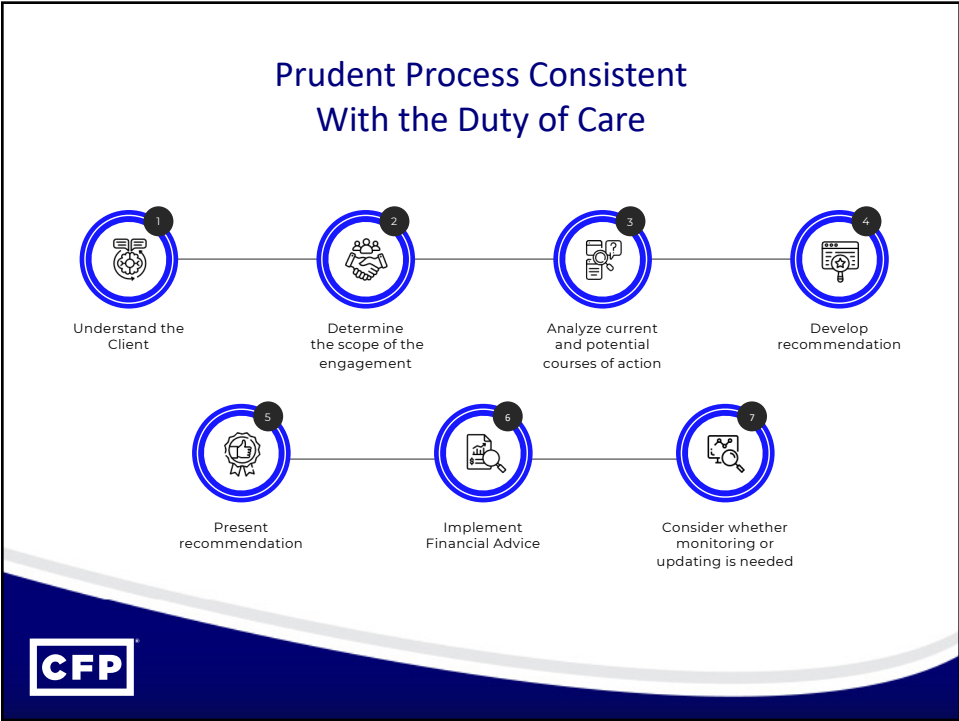 Prudent Process Consistent
With the Duty of Care
1
Understand the
Client
2
Determine
the scope of the
engagement
3
Analyze current
and potential
courses of action
4
Develop
recommendation
5
Present
recommendation
6
Implement
Financial Advice
7
Consider whether
monitoring or
updating is needed
CFP